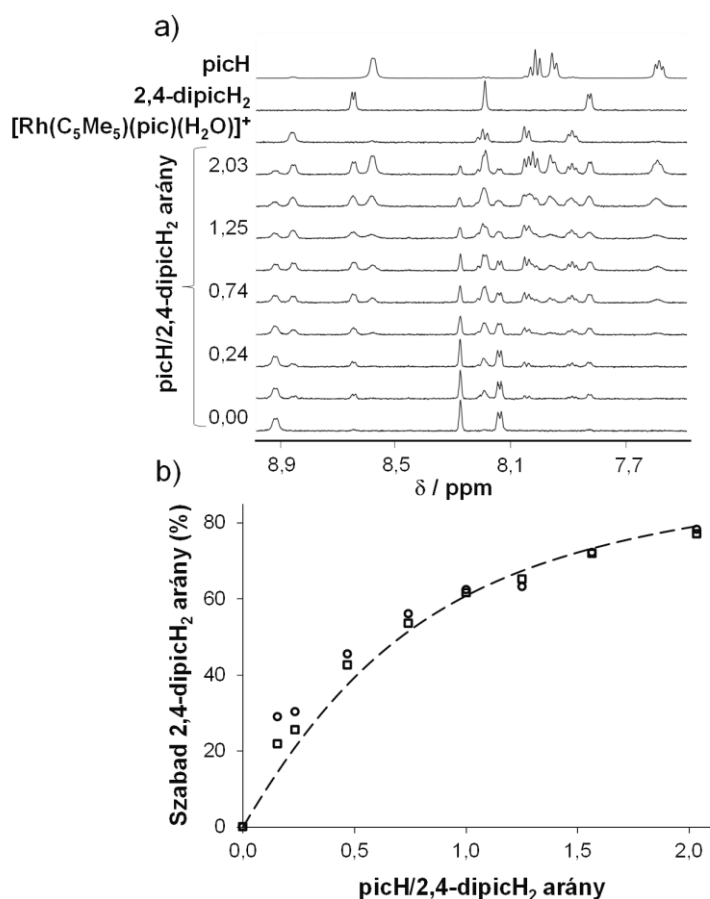 a)
picH
2,4-dipicH₂
[Rh(C₅Me₅)(pic)(H₂O)]⁺
picH/2,4-dipicH₂ arány
2,03
1,25
0,74
0,24
0,00
8,9 8,5 8,1 7,7
δ / ppm
b)
Szabad 2,4-dipicH₂ arány (%)
80
60
40
20
0
0,0 0,5 1,0 1,5 2,0
picH/2,4-dipicH₂ arány